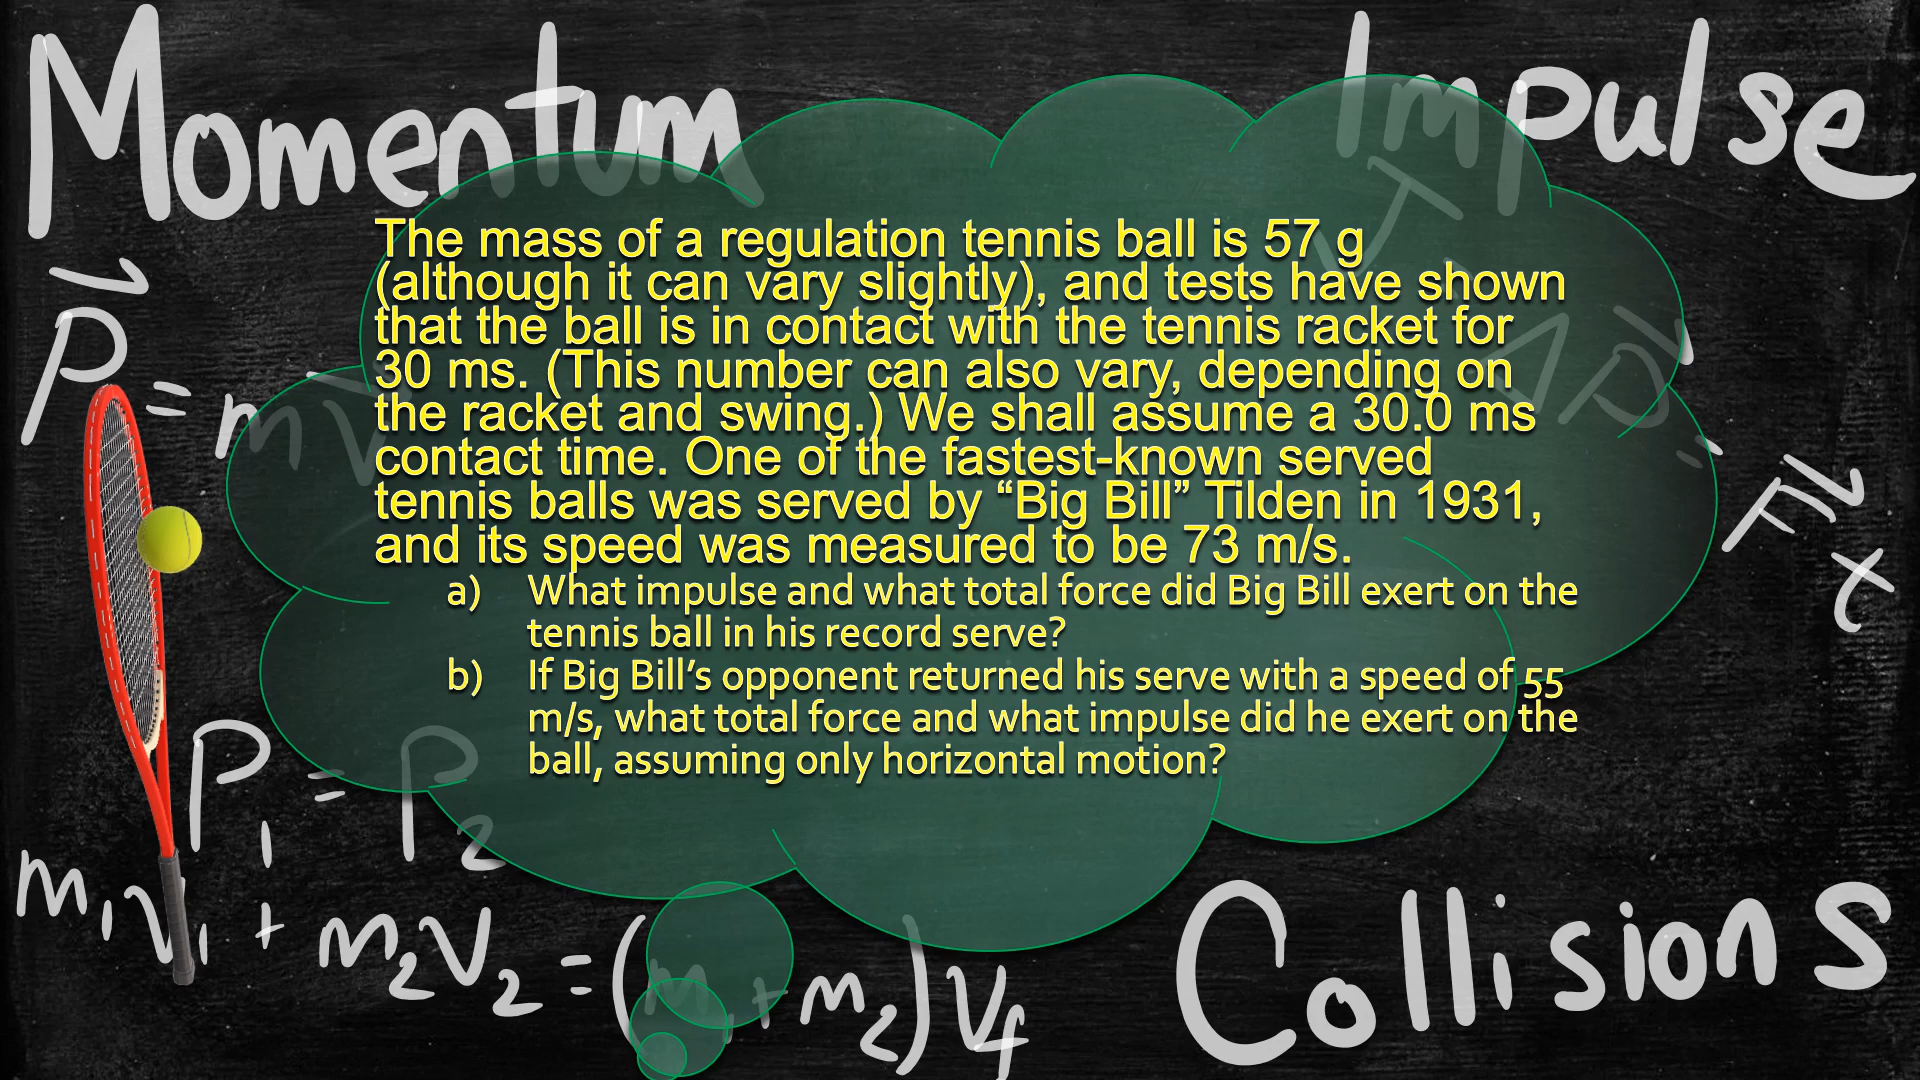 Momentum
Impulse
The mass of a regulation tennis ball is 57 g
(although it can vary slightly), and tests have shown
that the ball is in contact with the tennis racket for
30 ms. (This number can also vary, depending on
the racket and swing.) We shall assume a 30.0 ms
contact time. One of the fastest-known served
tennis balls was served by “Big Bill” Tilden in 1931,
and its speed was measured to be 73 m/s.
a) What impulse and what total force did Big Bill exert on the
tennis ball in his record serve?
b) If Big Bill’s opponent returned his serve with a speed of 55
m/s, what total force and what impulse did he exert on the
ball, assuming only horizontal motion?
p⃗ = mv⃗
J⃗ = Δp⃗ = F⃗t
P₁ = P₂
m₁v₁ + m₂v₂ = (m₁ + m₂) vf
Collisions